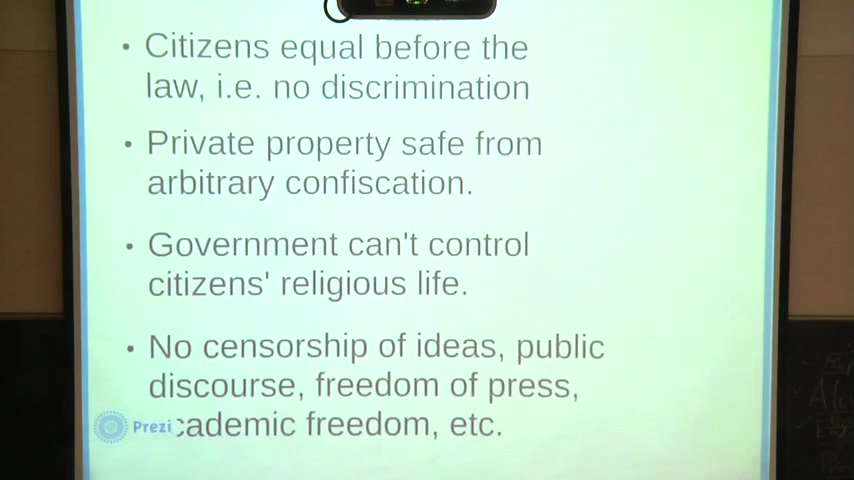 • Citizens equal before the
law, i.e. no discrimination
• Private property safe from
arbitrary confiscation.
• Government can't control
citizens' religious life.
• No censorship of ideas, public
discourse, freedom of press,
Prezi cademic freedom, etc.